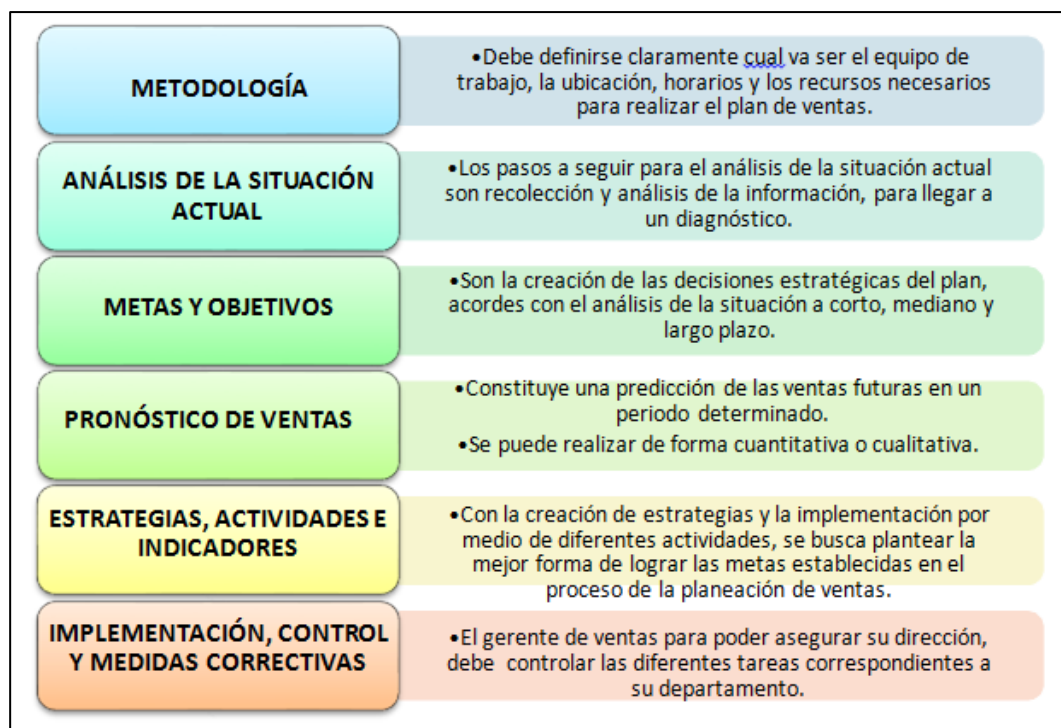 METODOLOGÍA
•Debe definirse claramente cual va ser el equipo de
trabajo, la ubicación, horarios y los recursos necesarios
para realizar el plan de ventas.
ANÁLISIS DE LA SITUACIÓN
ACTUAL
•Los pasos a seguir para el análisis de la situación actual
son recolección y análisis de la información, para llegar a
un diagnóstico.
METAS Y OBJETIVOS
•Son la creación de las decisiones estratégicas del plan,
acordes con el análisis de la situación a corto, mediano y
largo plazo.
PRONÓSTICO DE VENTAS
•Constituye una predicción de las ventas futuras en un
periodo determinado.
•Se puede realizar de forma cuantitativa o cualitativa.
ESTRATEGIAS, ACTIVIDADES E
INDICADORES
•Con la creación de estrategias y la implementación por
medio de diferentes actividades, se busca plantear la
mejor forma de lograr las metas establecidas en el
proceso de la planeación de ventas.
IMPLEMENTACIÓN, CONTROL
Y MEDIDAS CORRECTIVAS
•El gerente de ventas para poder asegurar su dirección,
debe controlar las diferentes tareas correspondientes a
su departamento.